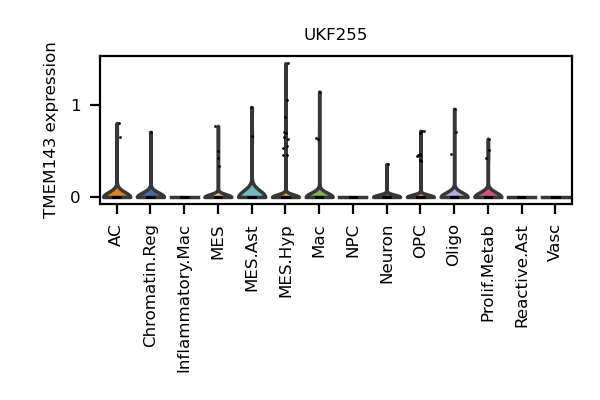 UKF255
TMEM143 expression
1
0
AC
Chromatin.Reg
Inflammatory.Mac
MES
MES.Ast
MES.Hyp
Mac
NPC
Neuron
OPC
Oligo
Prolif.Metab
Reactive.Ast
Vasc